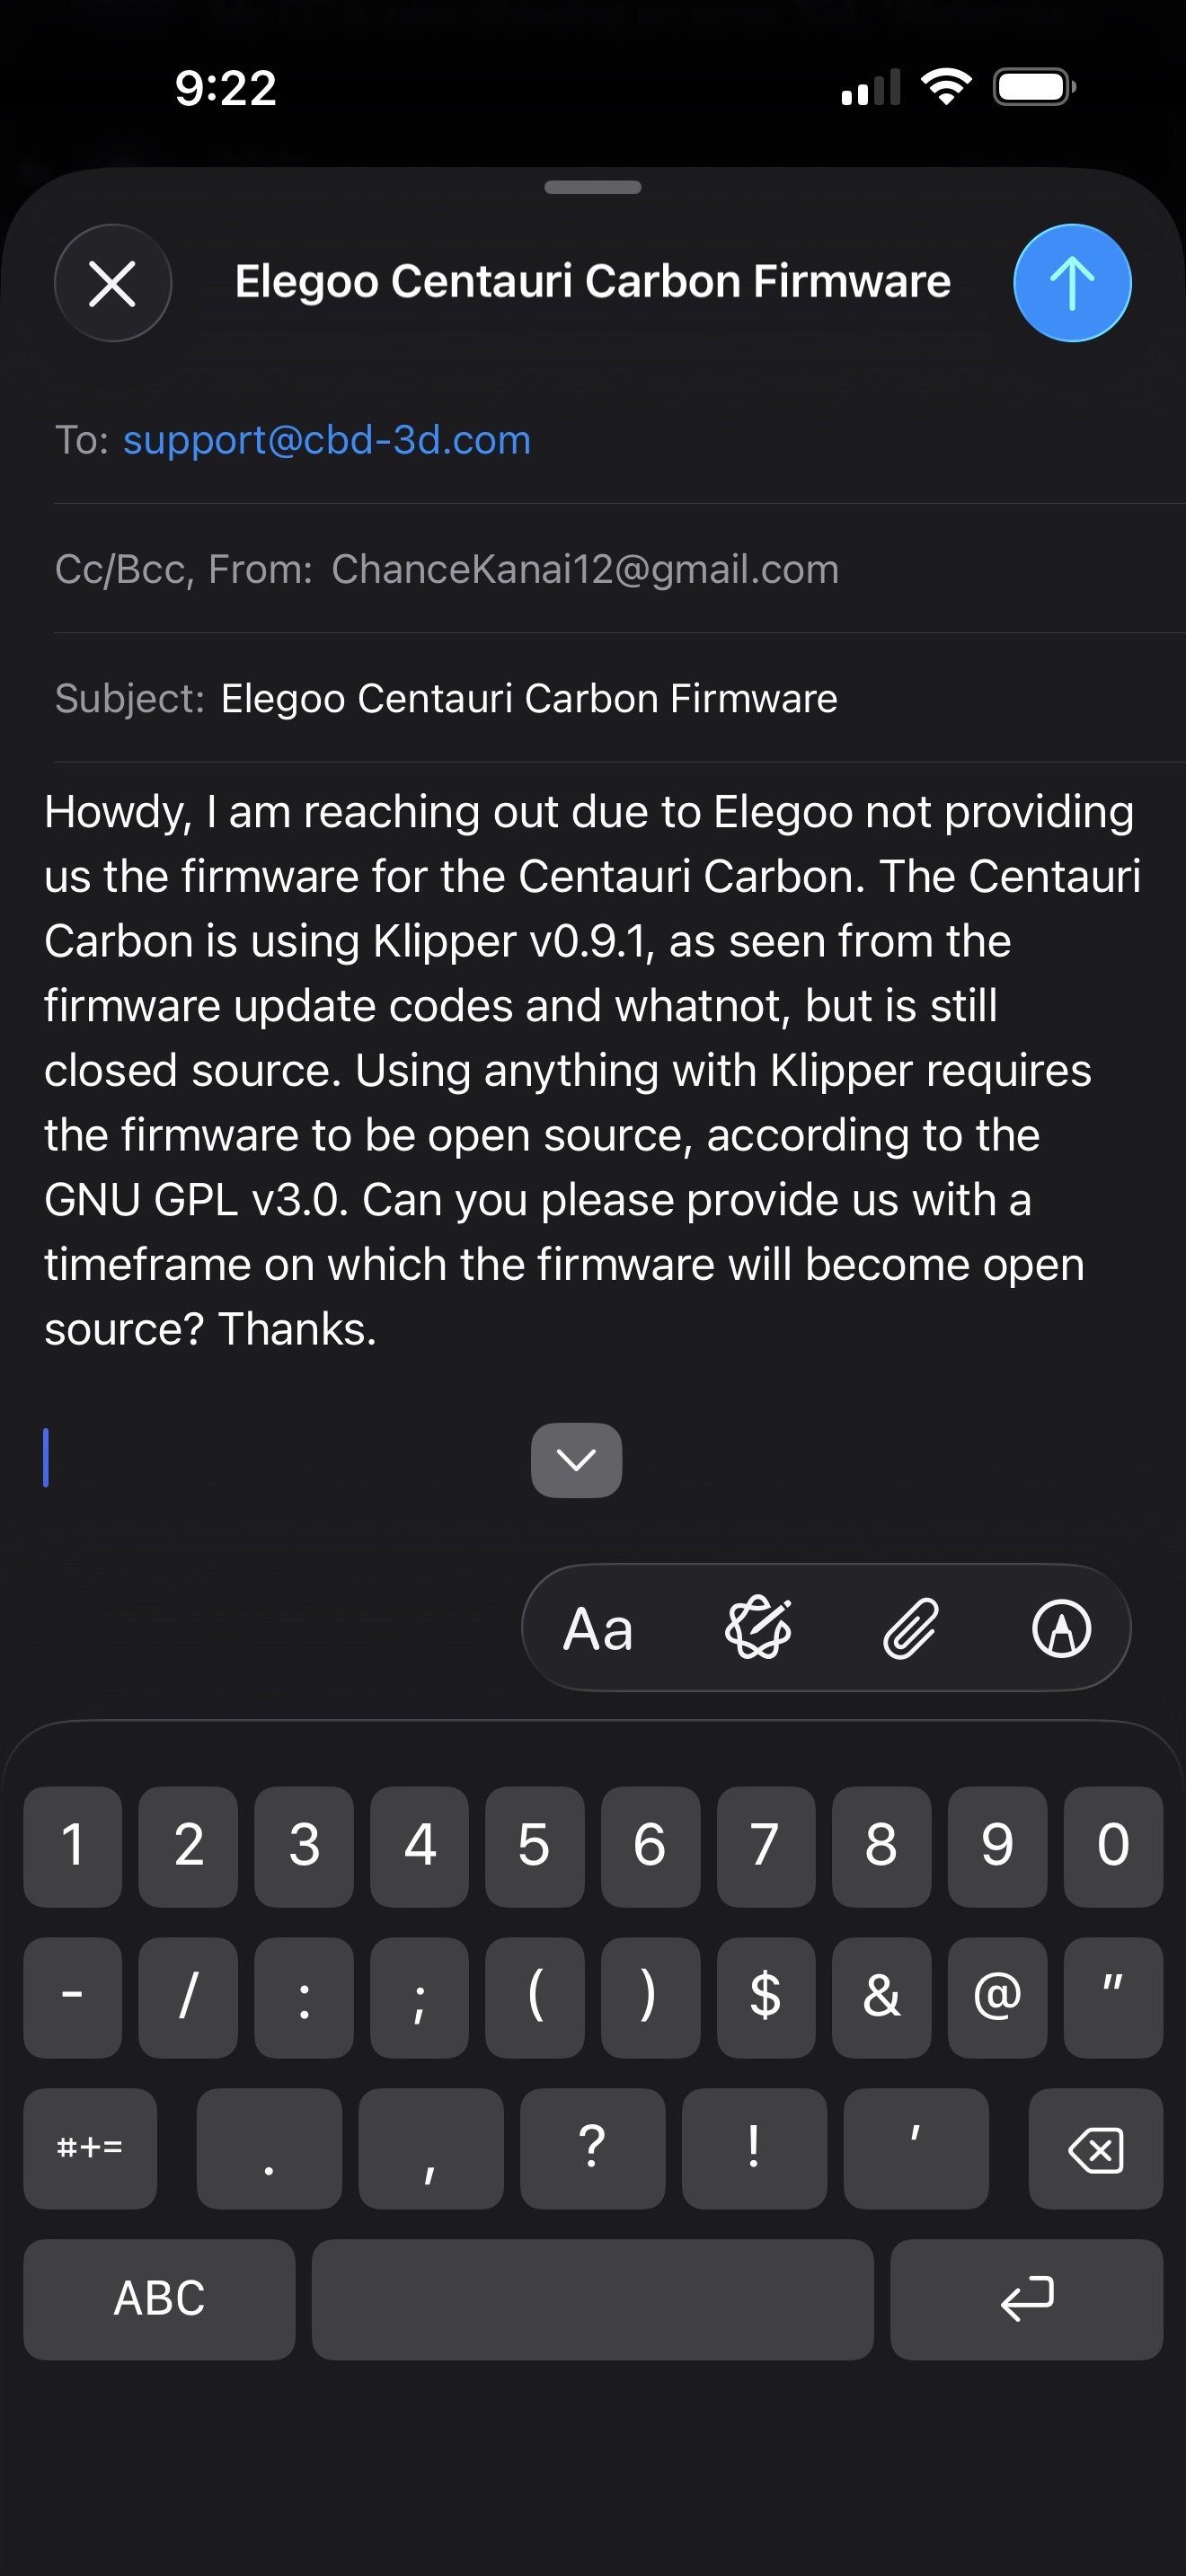 9:22
Elegoo Centauri Carbon Firmware
To: support@cbd-3d.com
Cc/Bcc, From: ChanceKanai12@gmail.com
Subject: Elegoo Centauri Carbon Firmware
Howdy, I am reaching out due to Elegoo not providing
us the firmware for the Centauri Carbon. The Centauri
Carbon is using Klipper v0.9.1, as seen from the
firmware update codes and whatnot, but is still
closed source. Using anything with Klipper requires
the firmware to be open source, according to the
GNU GPL v3.0. Can you please provide us with a
timeframe on which the firmware will become open
source? Thanks.
Aa
1 2 3 4 5 6 7 8 9 0
- / : ; ( ) $ & @ "
#+= . , ? ! '
ABC